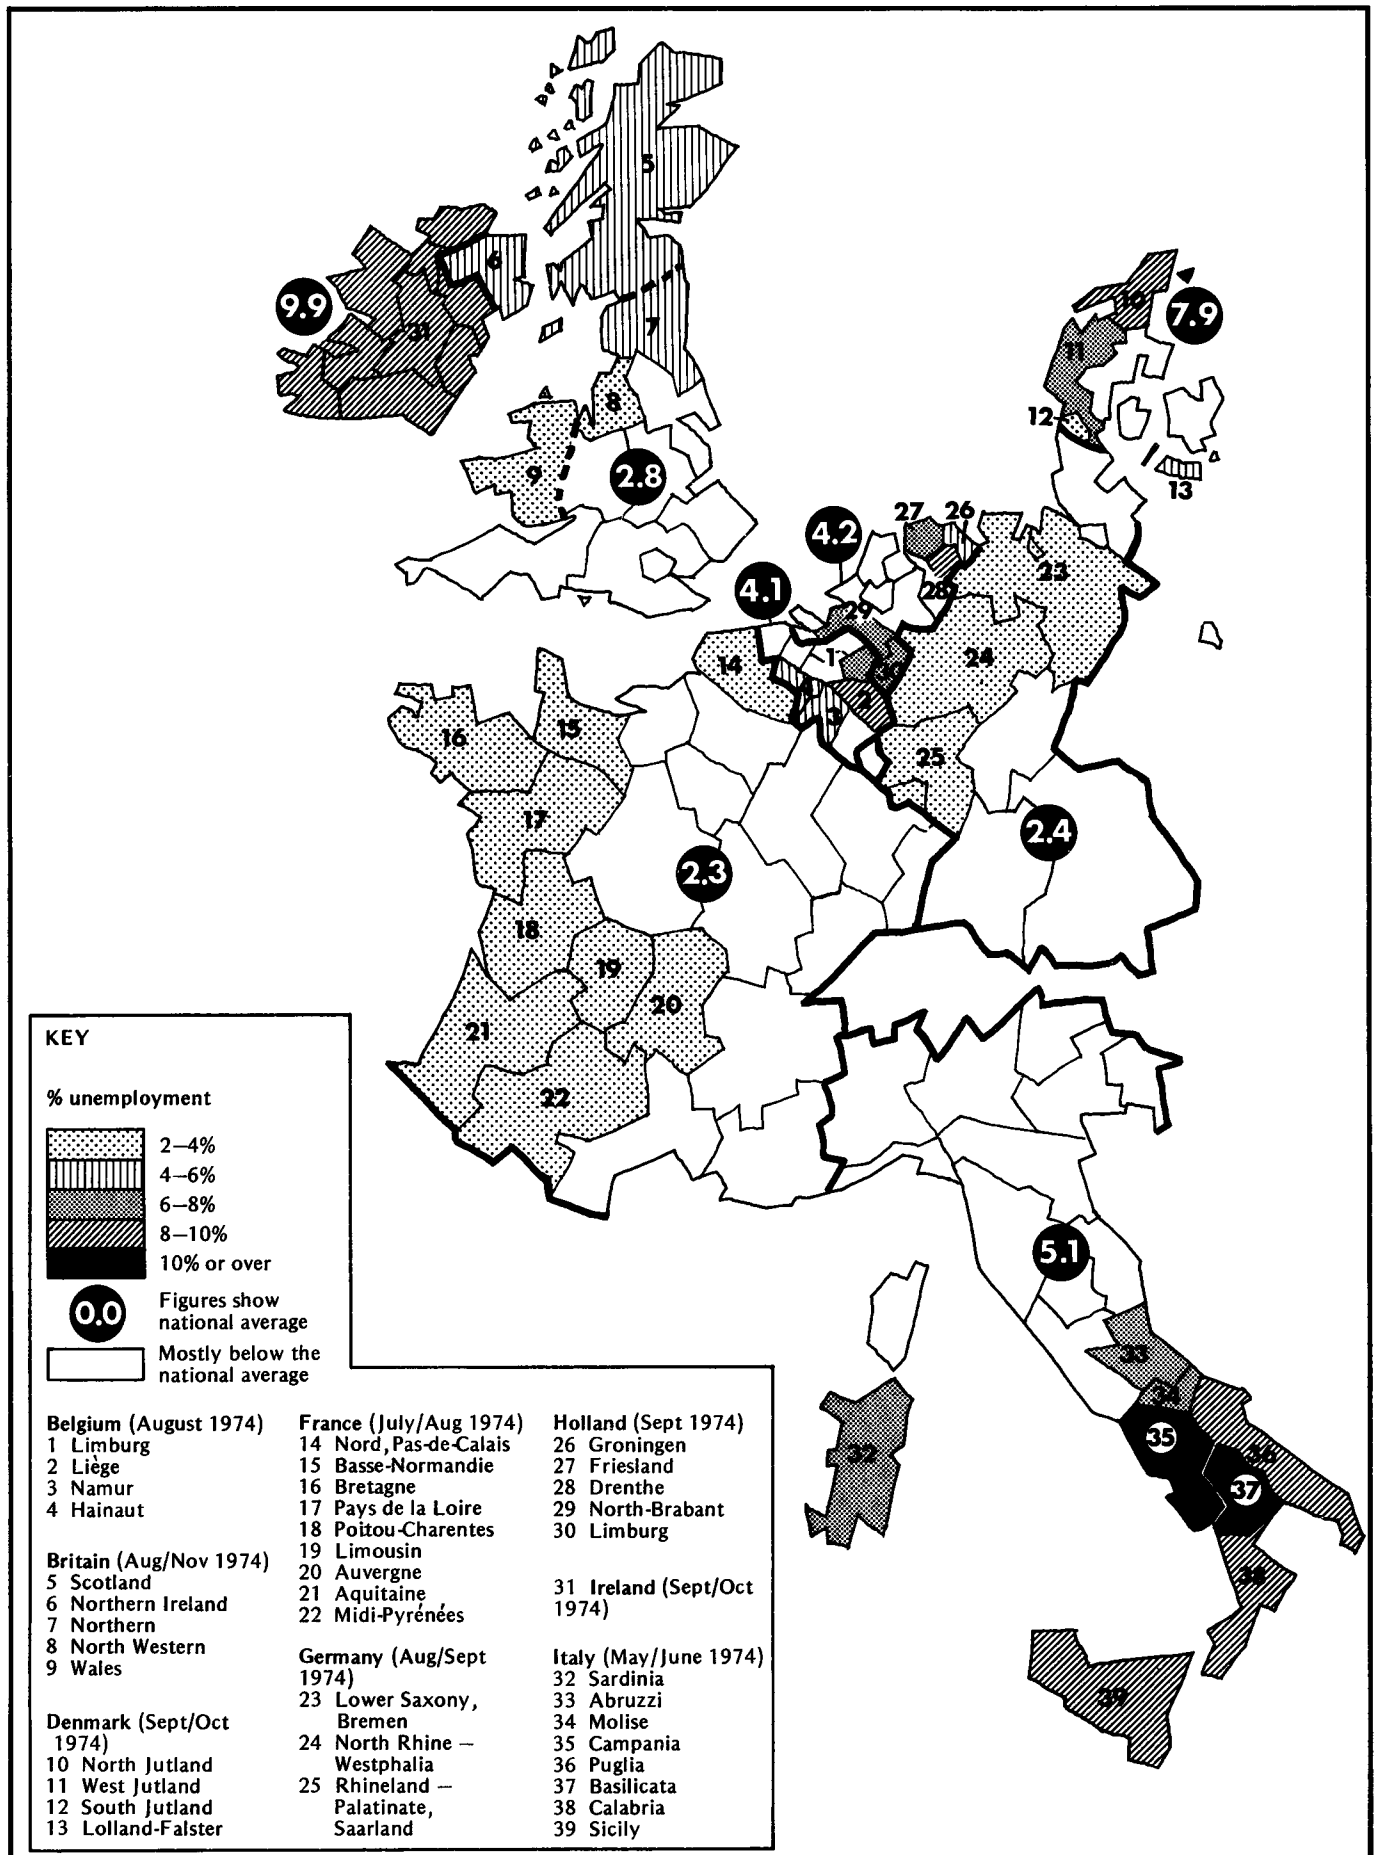 5
6
9.9
31
7
10
7.9
11
8
12
9
2.8
13
27
26
4.2
23
4.1
28
29
1
24
14
30
4
2
3
16
15
25
17
2.4
2.3
18
19
20
21
22
5.1
33
34
35
36
32
37
38
39
KEY
% unemployment
2–4%
4–6%
6–8%
8–10%
10% or over
0.0
Figures show
national average
Mostly below the
national average
Belgium (August 1974)
1 Limburg
2 Liège
3 Namur
4 Hainaut
Britain (Aug/Nov 1974)
5 Scotland
6 Northern Ireland
7 Northern
8 North Western
9 Wales
Denmark (Sept/Oct
1974)
10 North Jutland
11 West Jutland
12 South Jutland
13 Lolland-Falster
France (July/Aug 1974)
14 Nord, Pas-de-Calais
15 Basse-Normandie
16 Bretagne
17 Pays de la Loire
18 Poitou-Charentes
19 Limousin
20 Auvergne
21 Aquitaine
22 Midi-Pyrénées
Germany (Aug/Sept
1974)
23 Lower Saxony,
Bremen
24 North Rhine –
Westphalia
25 Rhineland –
Palatinate,
Saarland
Holland (Sept 1974)
26 Groningen
27 Friesland
28 Drenthe
29 North-Brabant
30 Limburg
31 Ireland (Sept/Oct
1974)
Italy (May/June 1974)
32 Sardinia
33 Abruzzi
34 Molise
35 Campania
36 Puglia
37 Basilicata
38 Calabria
39 Sicily